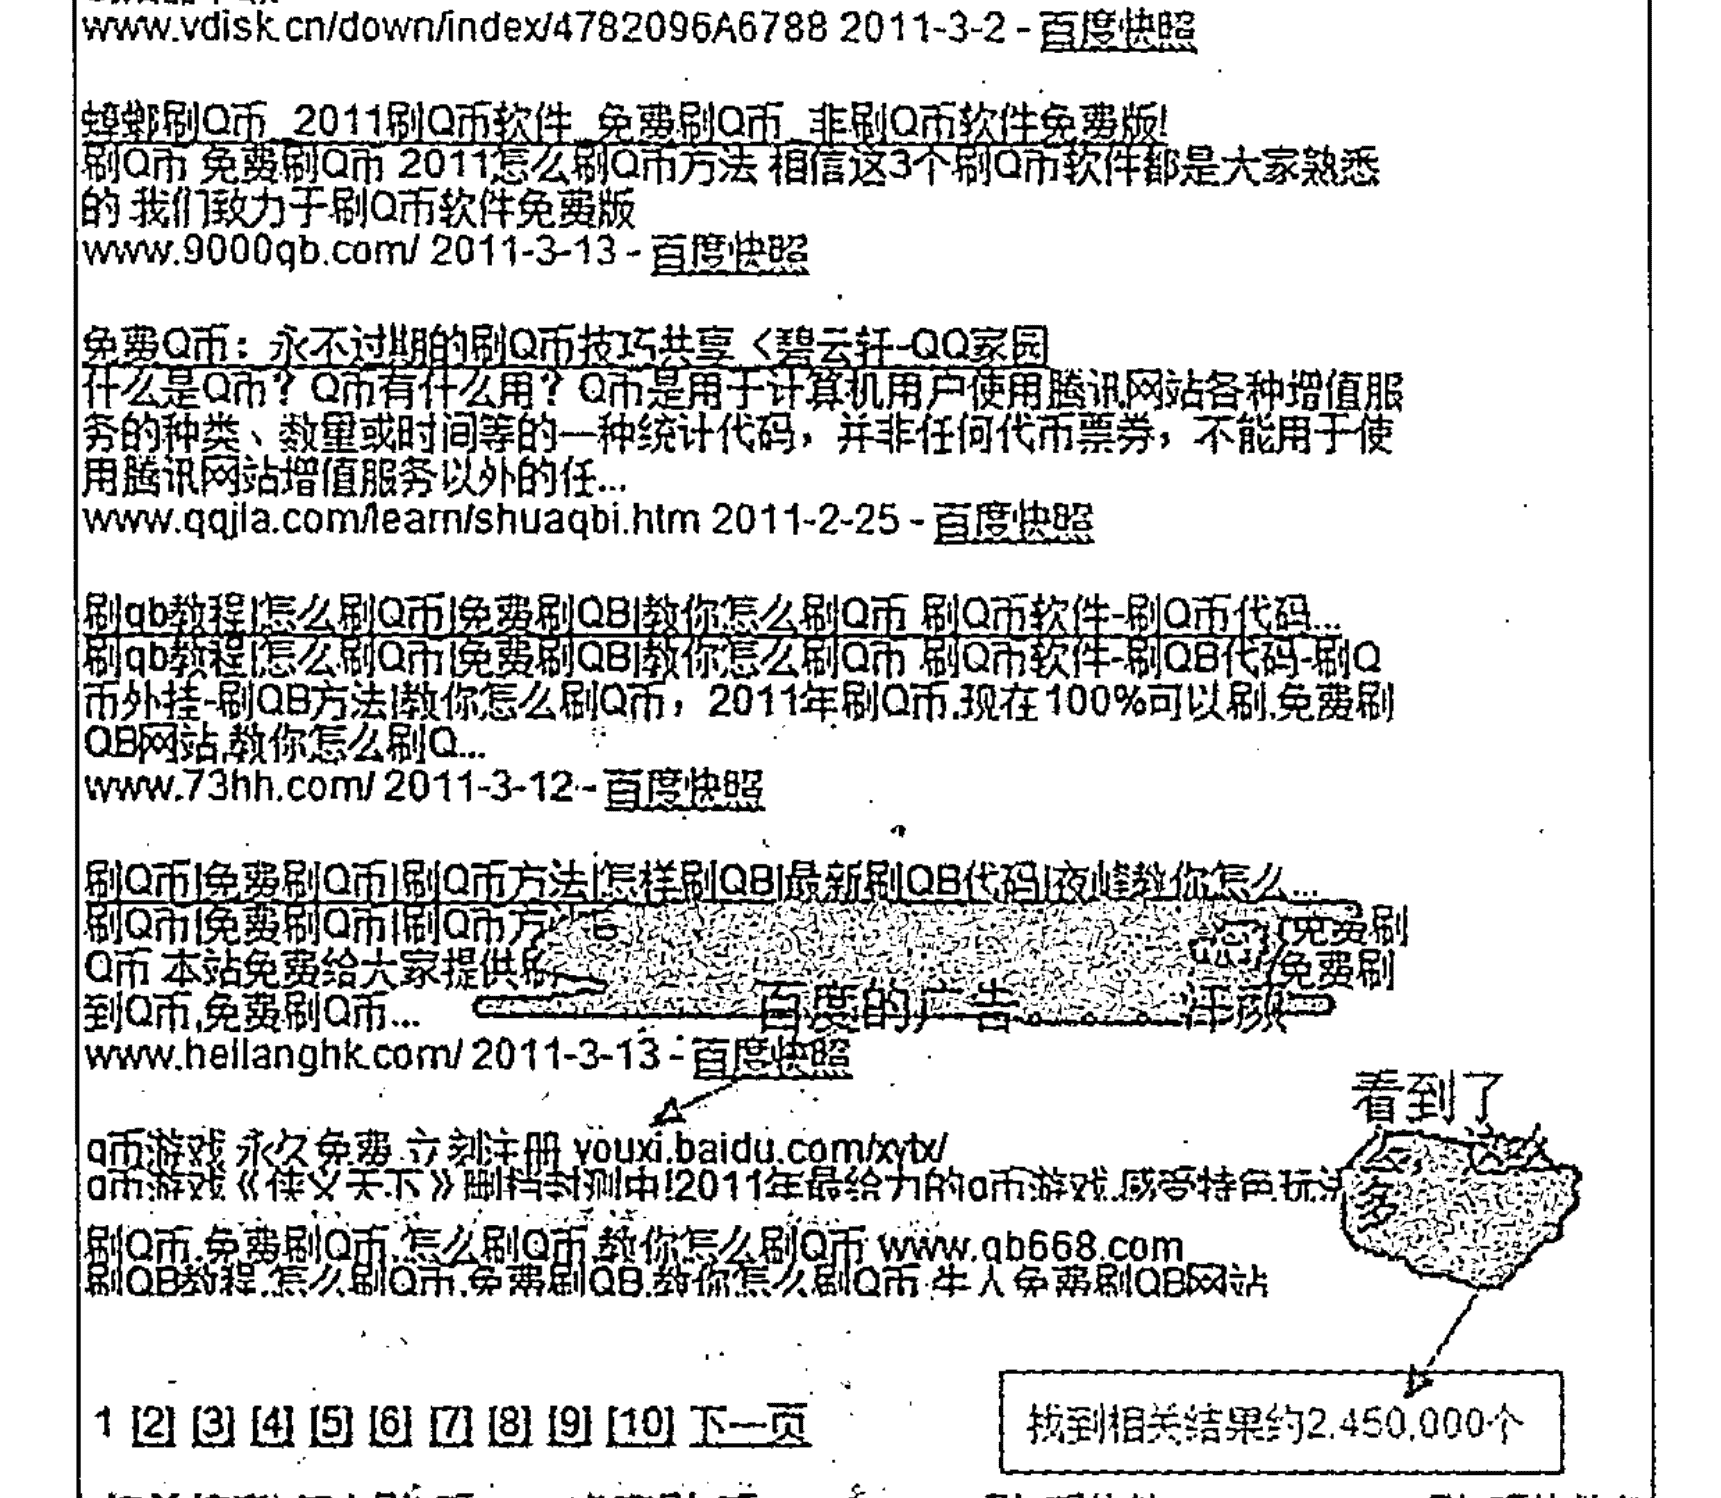 www.vdisk.cn/down/index/4782096A6788 2011-3-2 - 百度快照
蟑螂刷Q币_2011刷Q币软件_免费刷Q币_非刷Q币软件免费版!
刷Q币 免费刷Q币 2011怎么刷Q币方法 相信这3个刷Q币软件都是大家熟悉
的 我们致力于刷Q币软件免费版
www.9000qb.com/ 2011-3-13 - 百度快照
免费Q币：永不过期的刷Q币技巧共享〈碧云轩-QQ家园
什么是Q币？Q币有什么用？Q币是用于计算机用户使用腾讯网站各种增值服
务的种类、数量或时间等的一种统计代码，并非任何代币票券，不能用于使
用腾讯网站增值服务以外的任...
www.qqjia.com/learn/shuaqbi.htm 2011-2-25 - 百度快照
刷qb教程|怎么刷Q币|免费刷QB|教你怎么刷Q币 刷Q币软件-刷Q币代码...
刷qb教程|怎么刷Q币|免费刷QB|教你怎么刷Q币 刷Q币软件-刷QB代码-刷Q
币外挂-刷QB方法|教你怎么刷Q币，2011年刷Q币,现在100%可以刷,免费刷
QB网站,教你怎么刷Q...
www.73hh.com/ 2011-3-12 - 百度快照
刷Q币|免费刷Q币|刷Q币方法|怎样刷QB|最新刷QB代码|夜峰教你怎么...
刷Q币|免费刷Q币|刷Q币方 免费刷
Q币 本站免费给大家提供刷 免费刷
到Q币,免费刷Q币... 百度的广告
www.heilanghk.com/ 2011-3-13 - 百度快照
看到了
么 这么
多
q币游戏 永久免费 立刻注册 youxi.baidu.com/xytx/
q币游戏《侠义天下》删档封测中!2011年最给力的q币游戏,感受特色玩法
刷Q币,免费刷Q币,怎么刷Q币,教你怎么刷Q币 www.qb668.com
刷QB教程,怎么刷Q币,免费刷QB,教你怎么刷Q币 牛人免费刷QB网站
1 [2] [3] [4] [5] [6] [7] [8] [9] [10] 下一页
找到相关结果约2,450,000个